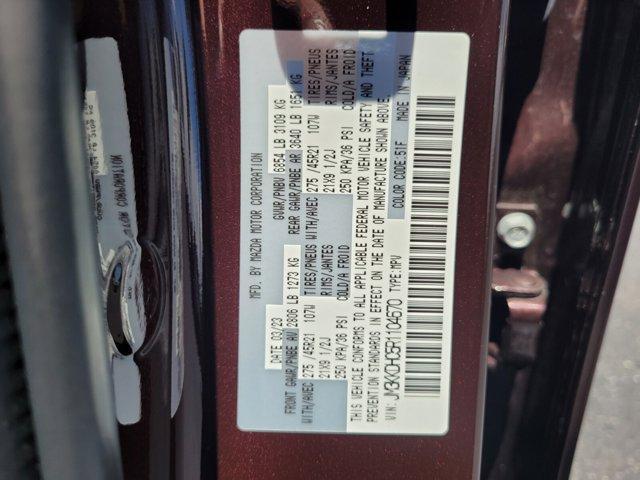 MFD. BY MAZDA MOTOR CORPORATION
DATE 02/23 GVWR/PNBV 6854 LB 3109 KG
FRONT GAWR/PNBE AV 2806 LB 1273 KG REAR GAWR/PNBE AR 3640 LB 1651 KG
WITH/AVEC TIRES/PNEUS WITH/AVEC TIRES/PNEUS
275 /45R21 107W RIMS/JANTES 275 /45R21 107W RIMS/JANTES
21X9 1/2J COLD/A FROID 21X9 1/2J COLD/A FROID
250 KPA/36 PSI 250 KPA/36 PSI
THIS VEHICLE CONFORMS TO ALL APPLICABLE FEDERAL MOTOR VEHICLE SAFETY AND THEFT
PREVENTION STANDARDS IN EFFECT ON THE DATE OF MANUFACTURE SHOWN ABOVE.
VIN: TYPE:MPV COLOR CODE:51F MADE IN JAPAN